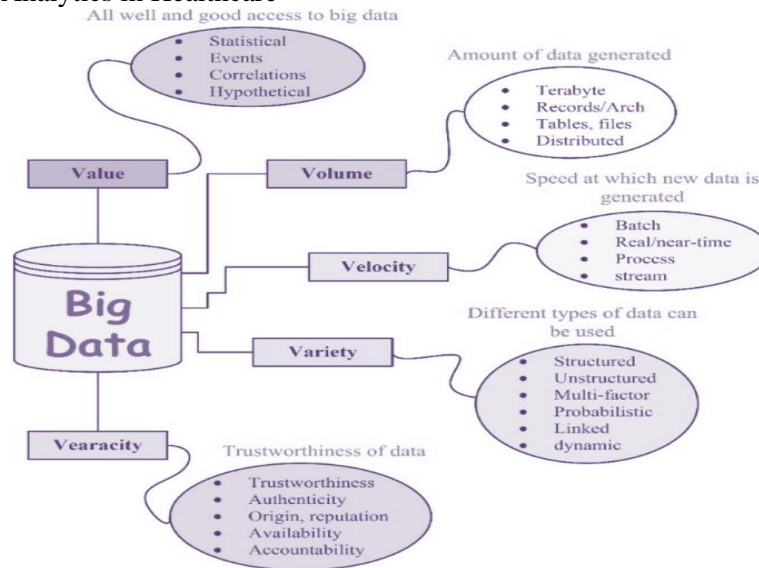 Analytics in Healthcare
All well and good access to big data
• Statistical
• Events
• Correlations
• Hypothetical
Amount of data generated
• Terabyte
• Records/Arch
• Tables, files
• Distributed
Value
Volume
Speed at which new data is
generated
• Batch
• Real/near-time
• Process
• stream
Velocity
Big
Data
Different types of data can
be used
Variety
• Structured
• Unstructured
• Multi-factor
• Probabilistic
• Linked
• dynamic
Vearacity
Trustworthiness of data
• Trustworthiness
• Authenticity
• Origin, reputation
• Availability
• Accountability